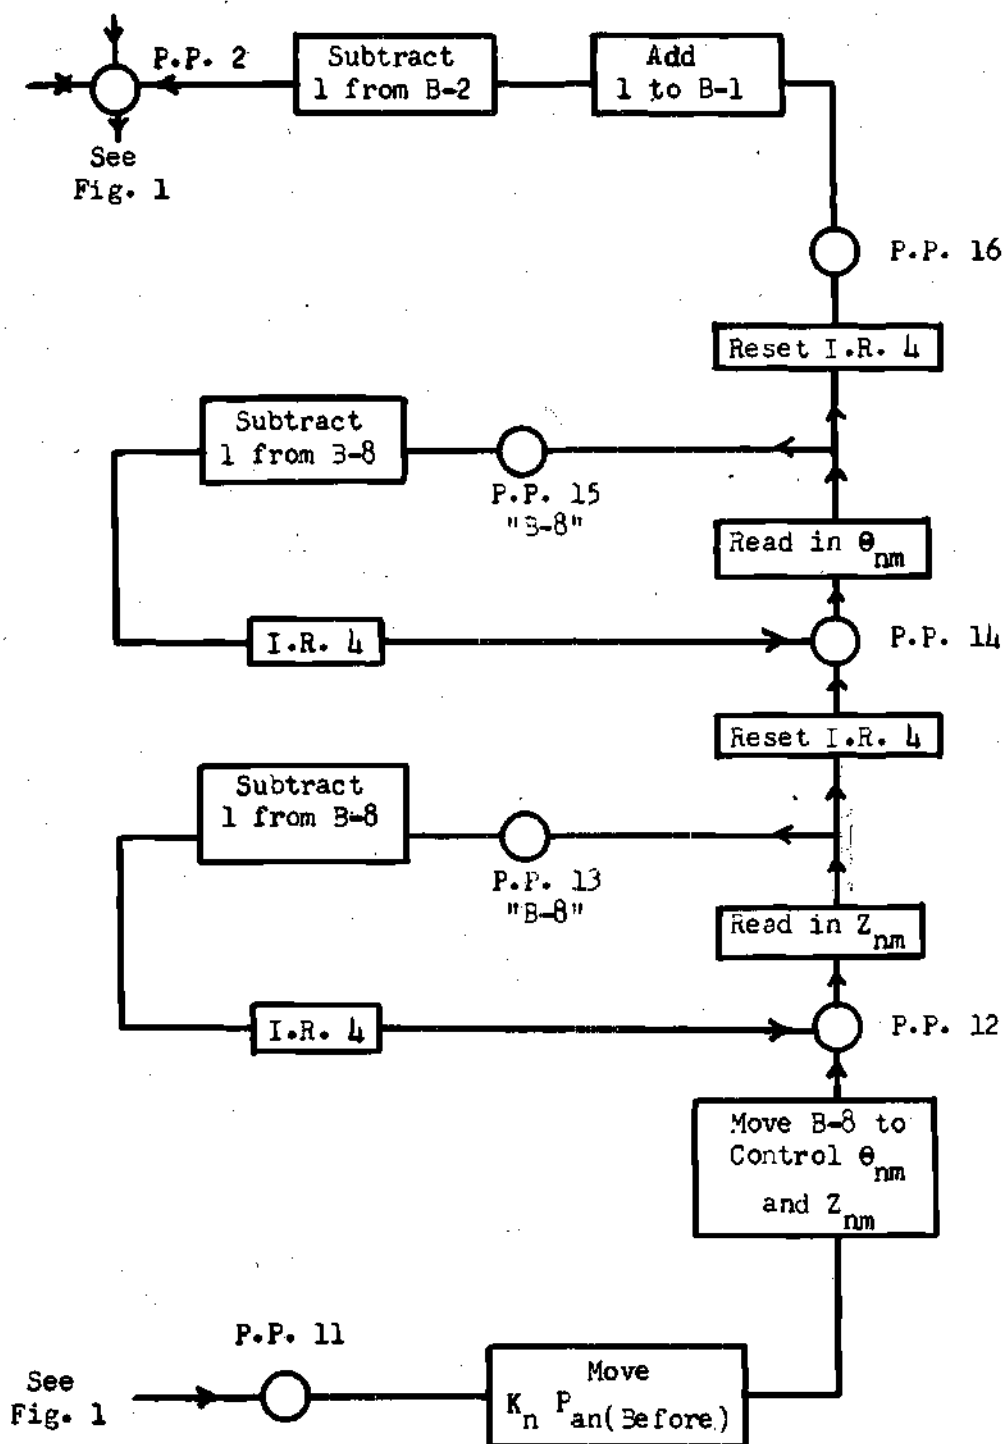 P.P. 2
Subtract
1 from B-2
Add
1 to B-1
See
Fig. 1
P.P. 16
Reset I.R. 4
Subtract
1 from B-8
P.P. 15
"B-8"
Read in Θnm
I.R. 4
P.P. 14
Reset I.R. 4
Subtract
1 from B-8
P.P. 13
"B-8"
Read in Znm
I.R. 4
P.P. 12
Move B-8 to
Control Θnm
and Znm
P.P. 11
See
Fig. 1
Move
Kn Pan(Before)